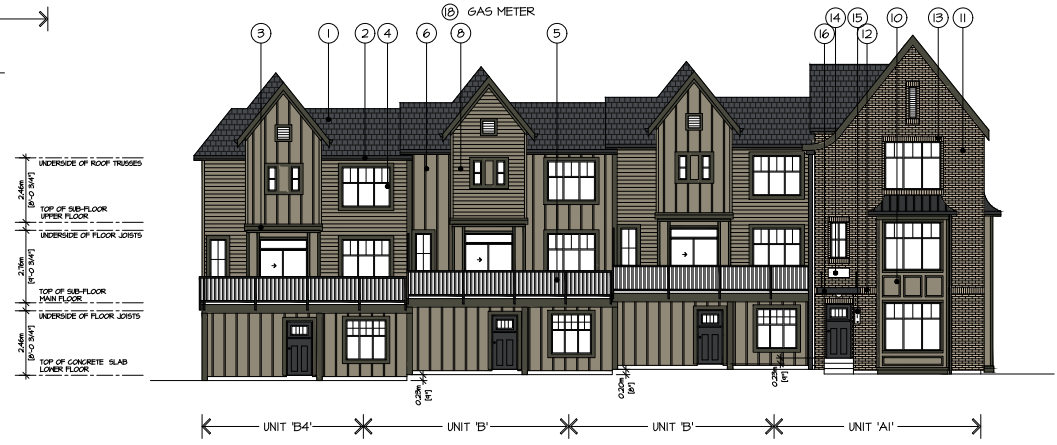 18 GAS METER
3 1 2 4 6 8 5 16 14 15 12 10 13 11
UNDERSIDE OF ROOF TRUSSES
2.46m
[8'-0 3/4"]
TOP OF SUB-FLOOR
UPPER FLOOR
UNDERSIDE OF FLOOR JOISTS
2.76m
[9'-0 3/4"]
TOP OF SUB-FLOOR
MAIN FLOOR
UNDERSIDE OF FLOOR JOISTS
2.46m
[8'-0 3/4"]
TOP OF CONCRETE SLAB
LOWER FLOOR
0.23m
[9"]
0.20m
[8"]
0.23m
[9"]
UNIT 'B4'
UNIT 'B'
UNIT 'B'
UNIT 'A1'